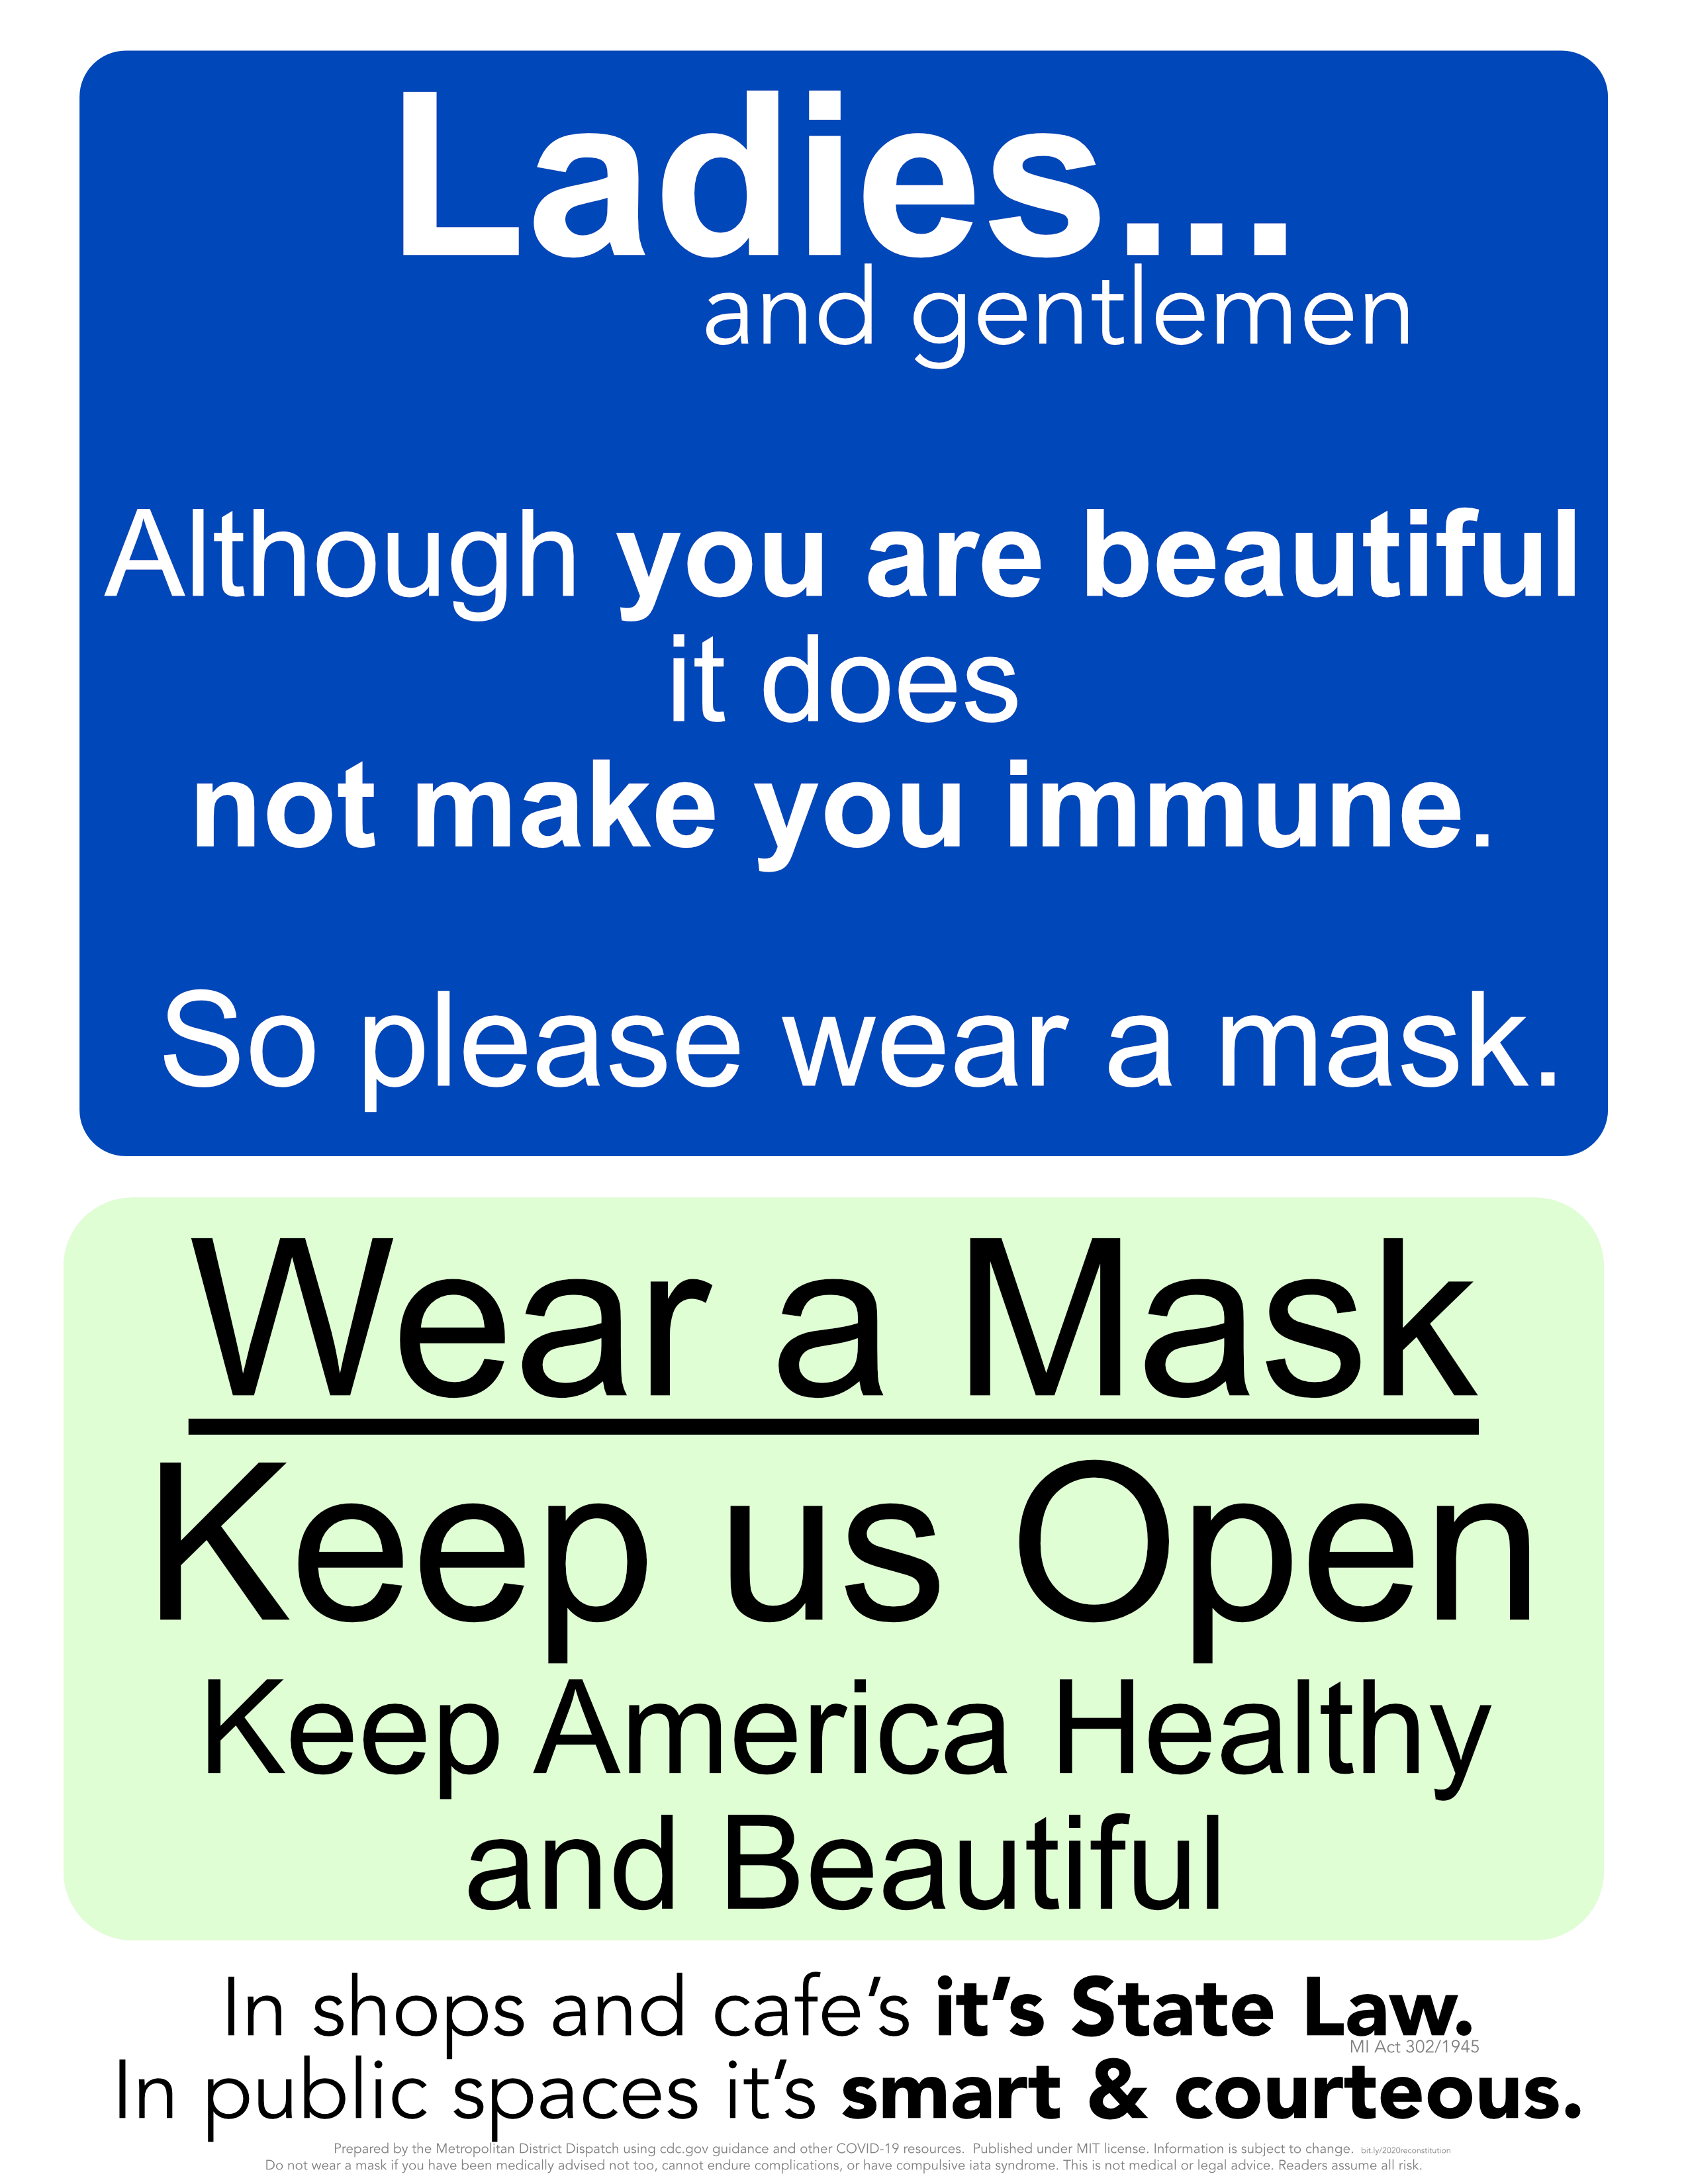 Ladies...
and gentlemen
Although you are beautiful
it does
not make you immune.
So please wear a mask.
Wear a Mask
Keep us Open
Keep America Healthy
and Beautiful
In shops and cafe’s it’s State Law.
MI Act 302/1945
In public spaces it’s smart & courteous.
Prepared by the Metropolitan District Dispatch using cdc.gov guidance and other COVID-19 resources. Published under MIT license. Information is subject to change. bit.ly/2020reconstitution
Do not wear a mask if you have been medically advised not too, cannot endure complications, or have compulsive iata syndrome. This is not medical or legal advice. Readers assume all risk.